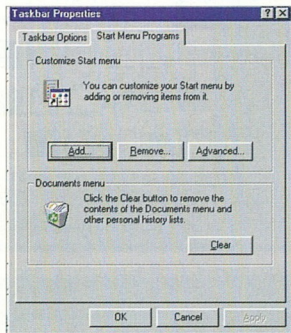 Taskbar Properties
Taskbar Options
Start Menu Programs
Customize Start menu
You can customize your Start menu by
adding or removing items from it.
Add...
Remove...
Advanced...
Documents menu
Click the Clear button to remove the
contents of the Documents menu and
other personal history lists.
Clear
OK
Cancel
Apply